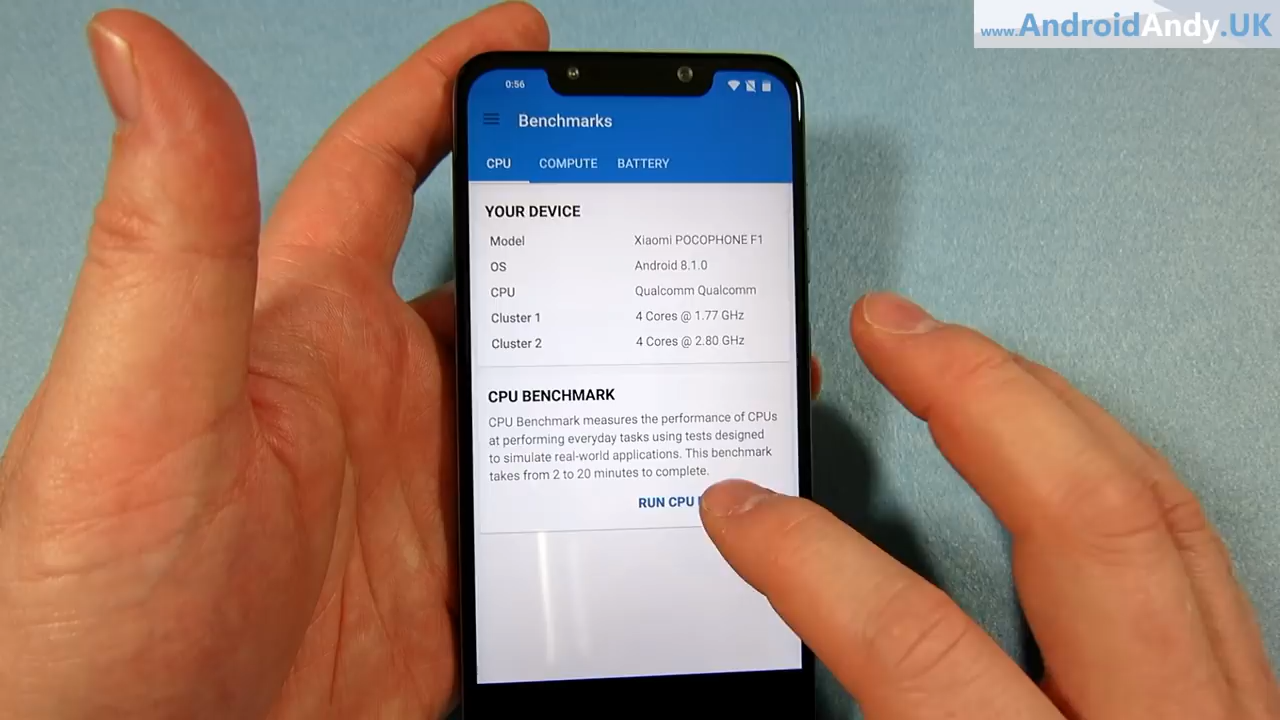 www.AndroidAndy.UK
0:56
Benchmarks
CPU COMPUTE BATTERY
YOUR DEVICE
Model Xiaomi POCOPHONE F1
OS Android 8.1.0
CPU Qualcomm Qualcomm
Cluster 1 4 Cores @ 1.77 GHz
Cluster 2 4 Cores @ 2.80 GHz
CPU BENCHMARK
CPU Benchmark measures the performance of CPUs
at performing everyday tasks using tests designed
to simulate real-world applications. This benchmark
takes from 2 to 20 minutes to complete.
RUN CPU